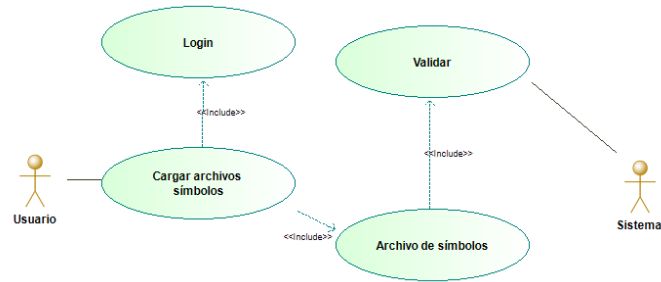 Login
Validar
<<Include>>
<<Include>>
Cargar archivos
símbolos
Usuario
Sistema
<<Include>>
Archivo de símbolos